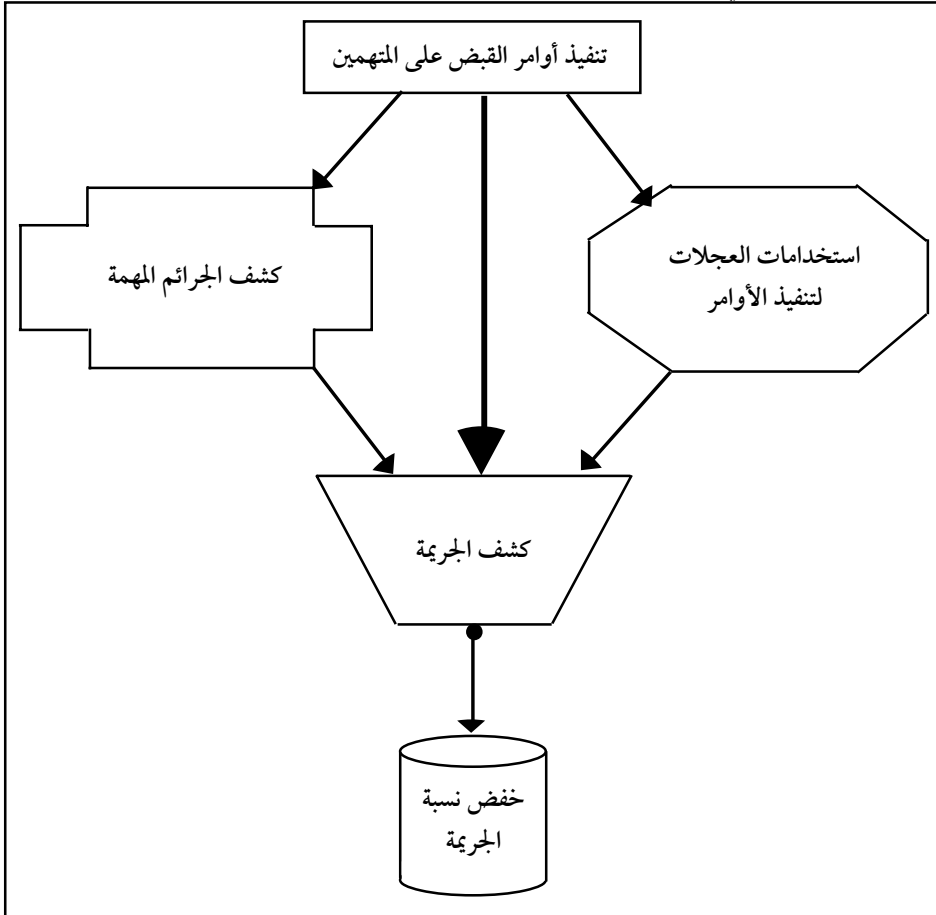 تنفيذ أوامر القبض على المتهمين
استخدامات العجلات
لتنفيذ الأوامر
كشف الجرائم المهمة
كشف الجريمة
خفض نسبة
الجريمة